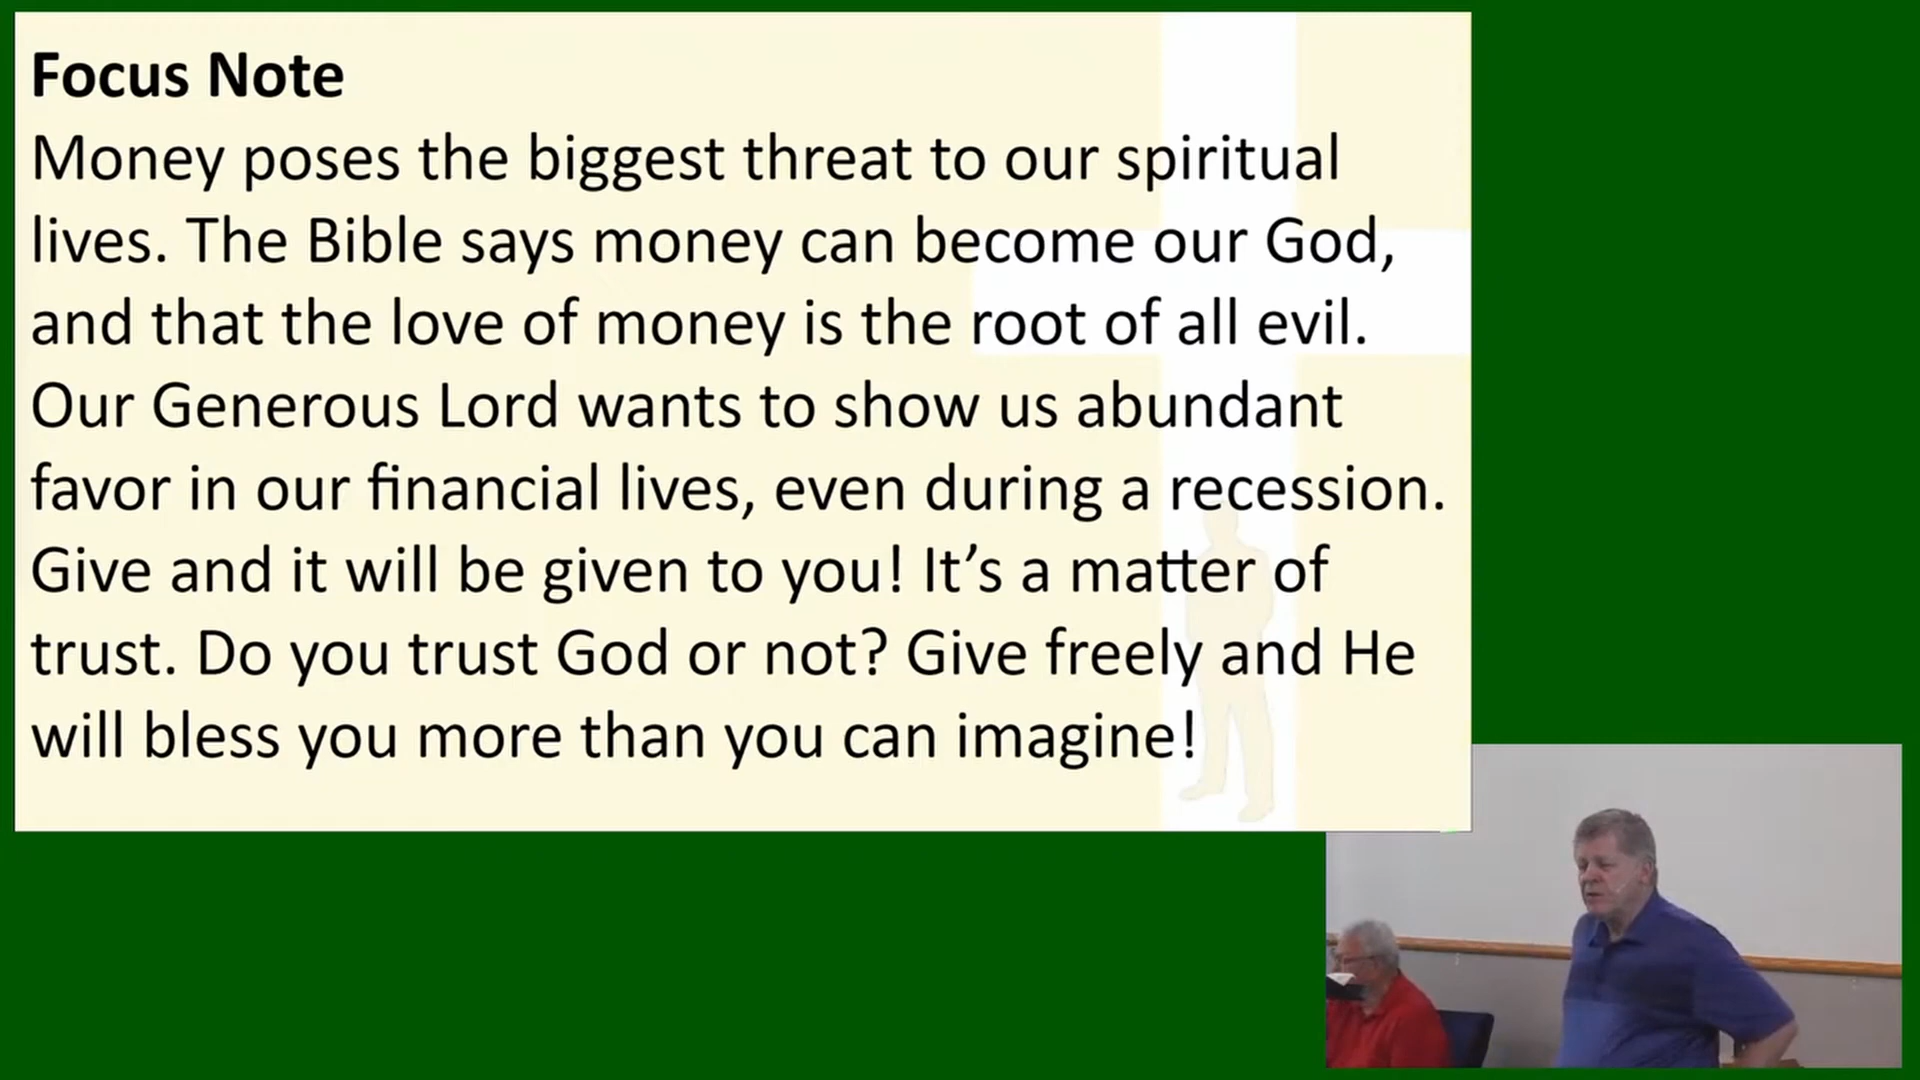 Focus Note
Money poses the biggest threat to our spiritual
lives. The Bible says money can become our God,
and that the love of money is the root of all evil.
Our Generous Lord wants to show us abundant
favor in our financial lives, even during a recession.
Give and it will be given to you! It’s a matter of
trust. Do you trust God or not? Give freely and He
will bless you more than you can imagine!